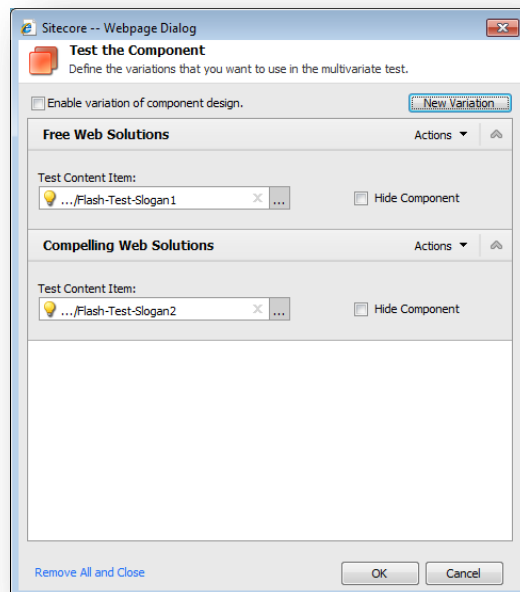 Sitecore -- Webpage Dialog
Test the Component
Define the variations that you want to use in the multivariate test.
Enable variation of component design.
New Variation
Free Web Solutions
Actions
Test Content Item:
.../Flash-Test-Slogan1
...
Hide Component
Compelling Web Solutions
Actions
Test Content Item:
.../Flash-Test-Slogan2
...
Hide Component
Remove All and Close
OK
Cancel